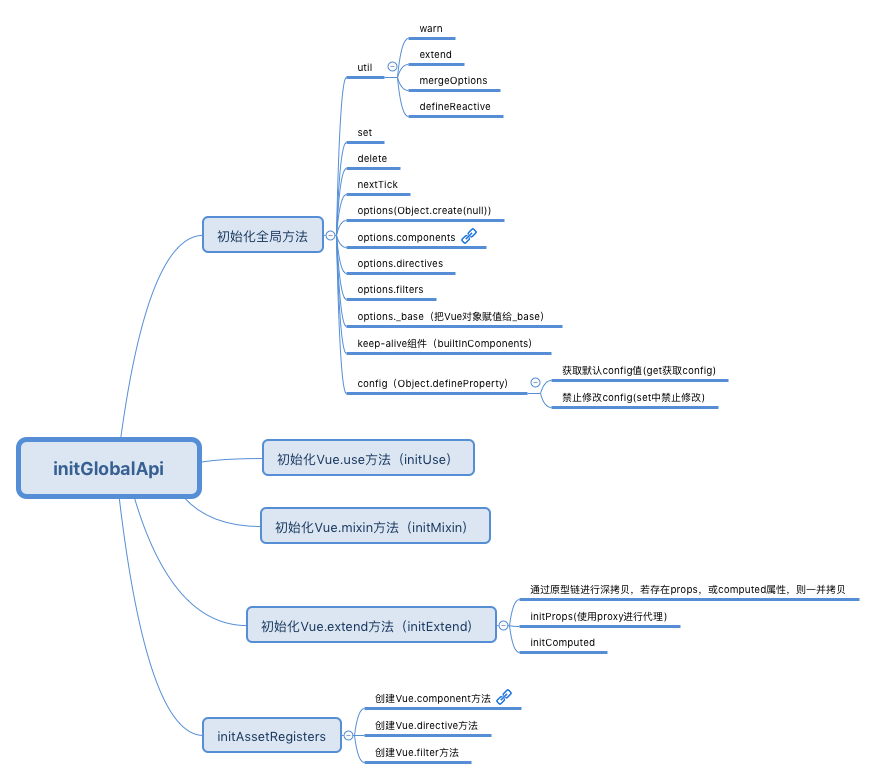 warn
extend
util
mergeOptions
defineReactive
set
delete
nextTick
options(Object.create(null))
初始化全局方法
options.components
options.directives
options.filters
options._base（把Vue对象赋值给_base）
keep-alive组件（builtInComponents）
获取默认config值(get获取config)
config（Object.defineProperty）
禁止修改config(set中禁止修改)
initGlobalApi
初始化Vue.use方法（initUse）
初始化Vue.mixin方法（initMixin）
通过原型链进行深拷贝，若存在props，或computed属性，则一并拷贝
initProps(使用proxy进行代理)
初始化Vue.extend方法（initExtend）
initComputed
创建Vue.component方法
创建Vue.directive方法
initAssetRegisters
创建Vue.filter方法